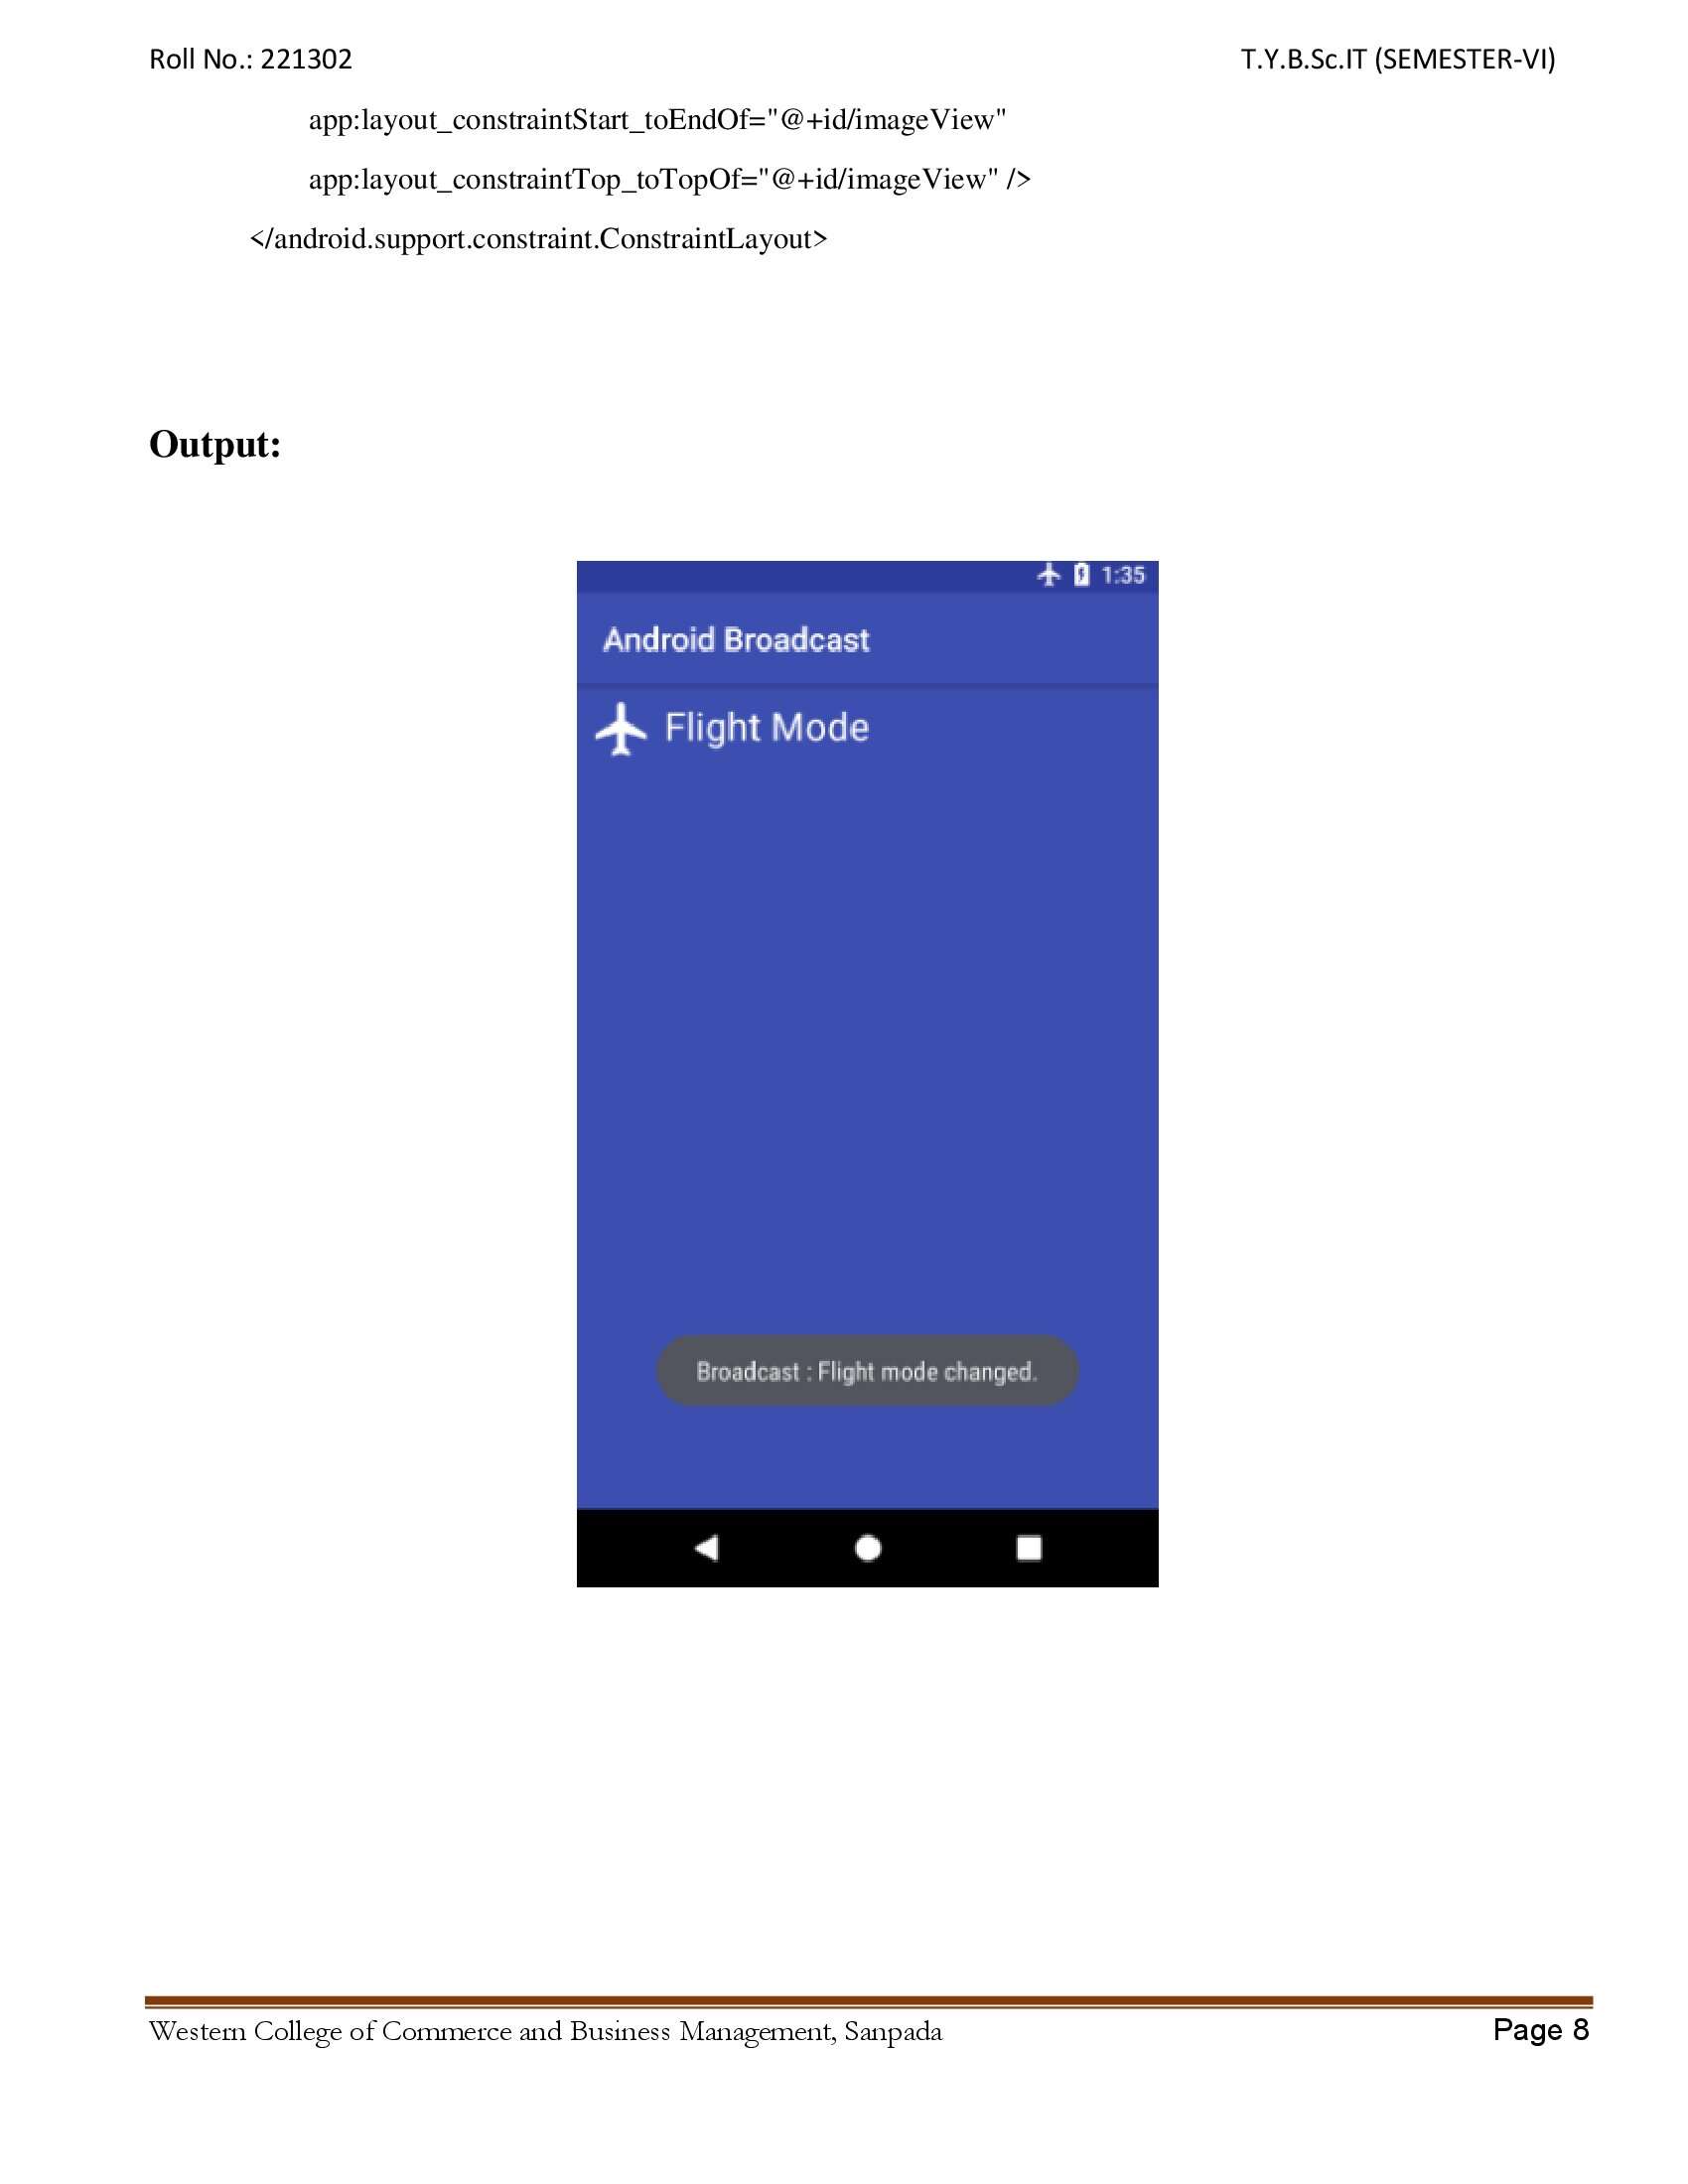 Roll No.: 221302 T.Y.B.Sc.IT (SEMESTER-VI)
app:layout_constraintStart_toEndOf="@+id/imageView"
app:layout_constraintTop_toTopOf="@+id/imageView" />
</android.support.constraint.ConstraintLayout>
Output:
1:35
Android Broadcast
Flight Mode
Broadcast : Flight mode changed.
Western College of Commerce and Business Management, Sanpada Page 8